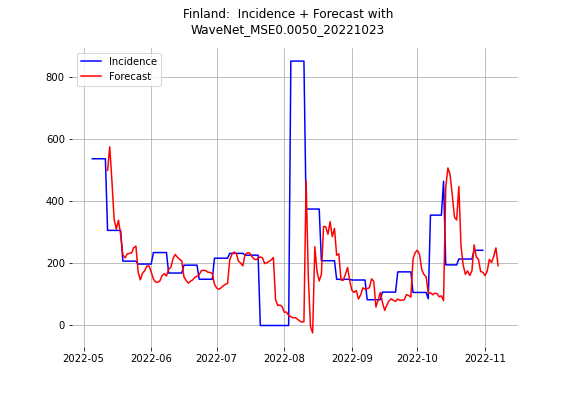 Finland:  Incidence + Forecast with
WaveNet_MSE0.0050_20221023
Incidence
Forecast
800
600
400
200
0
2022-05 2022-06 2022-07 2022-08 2022-09 2022-10 2022-11